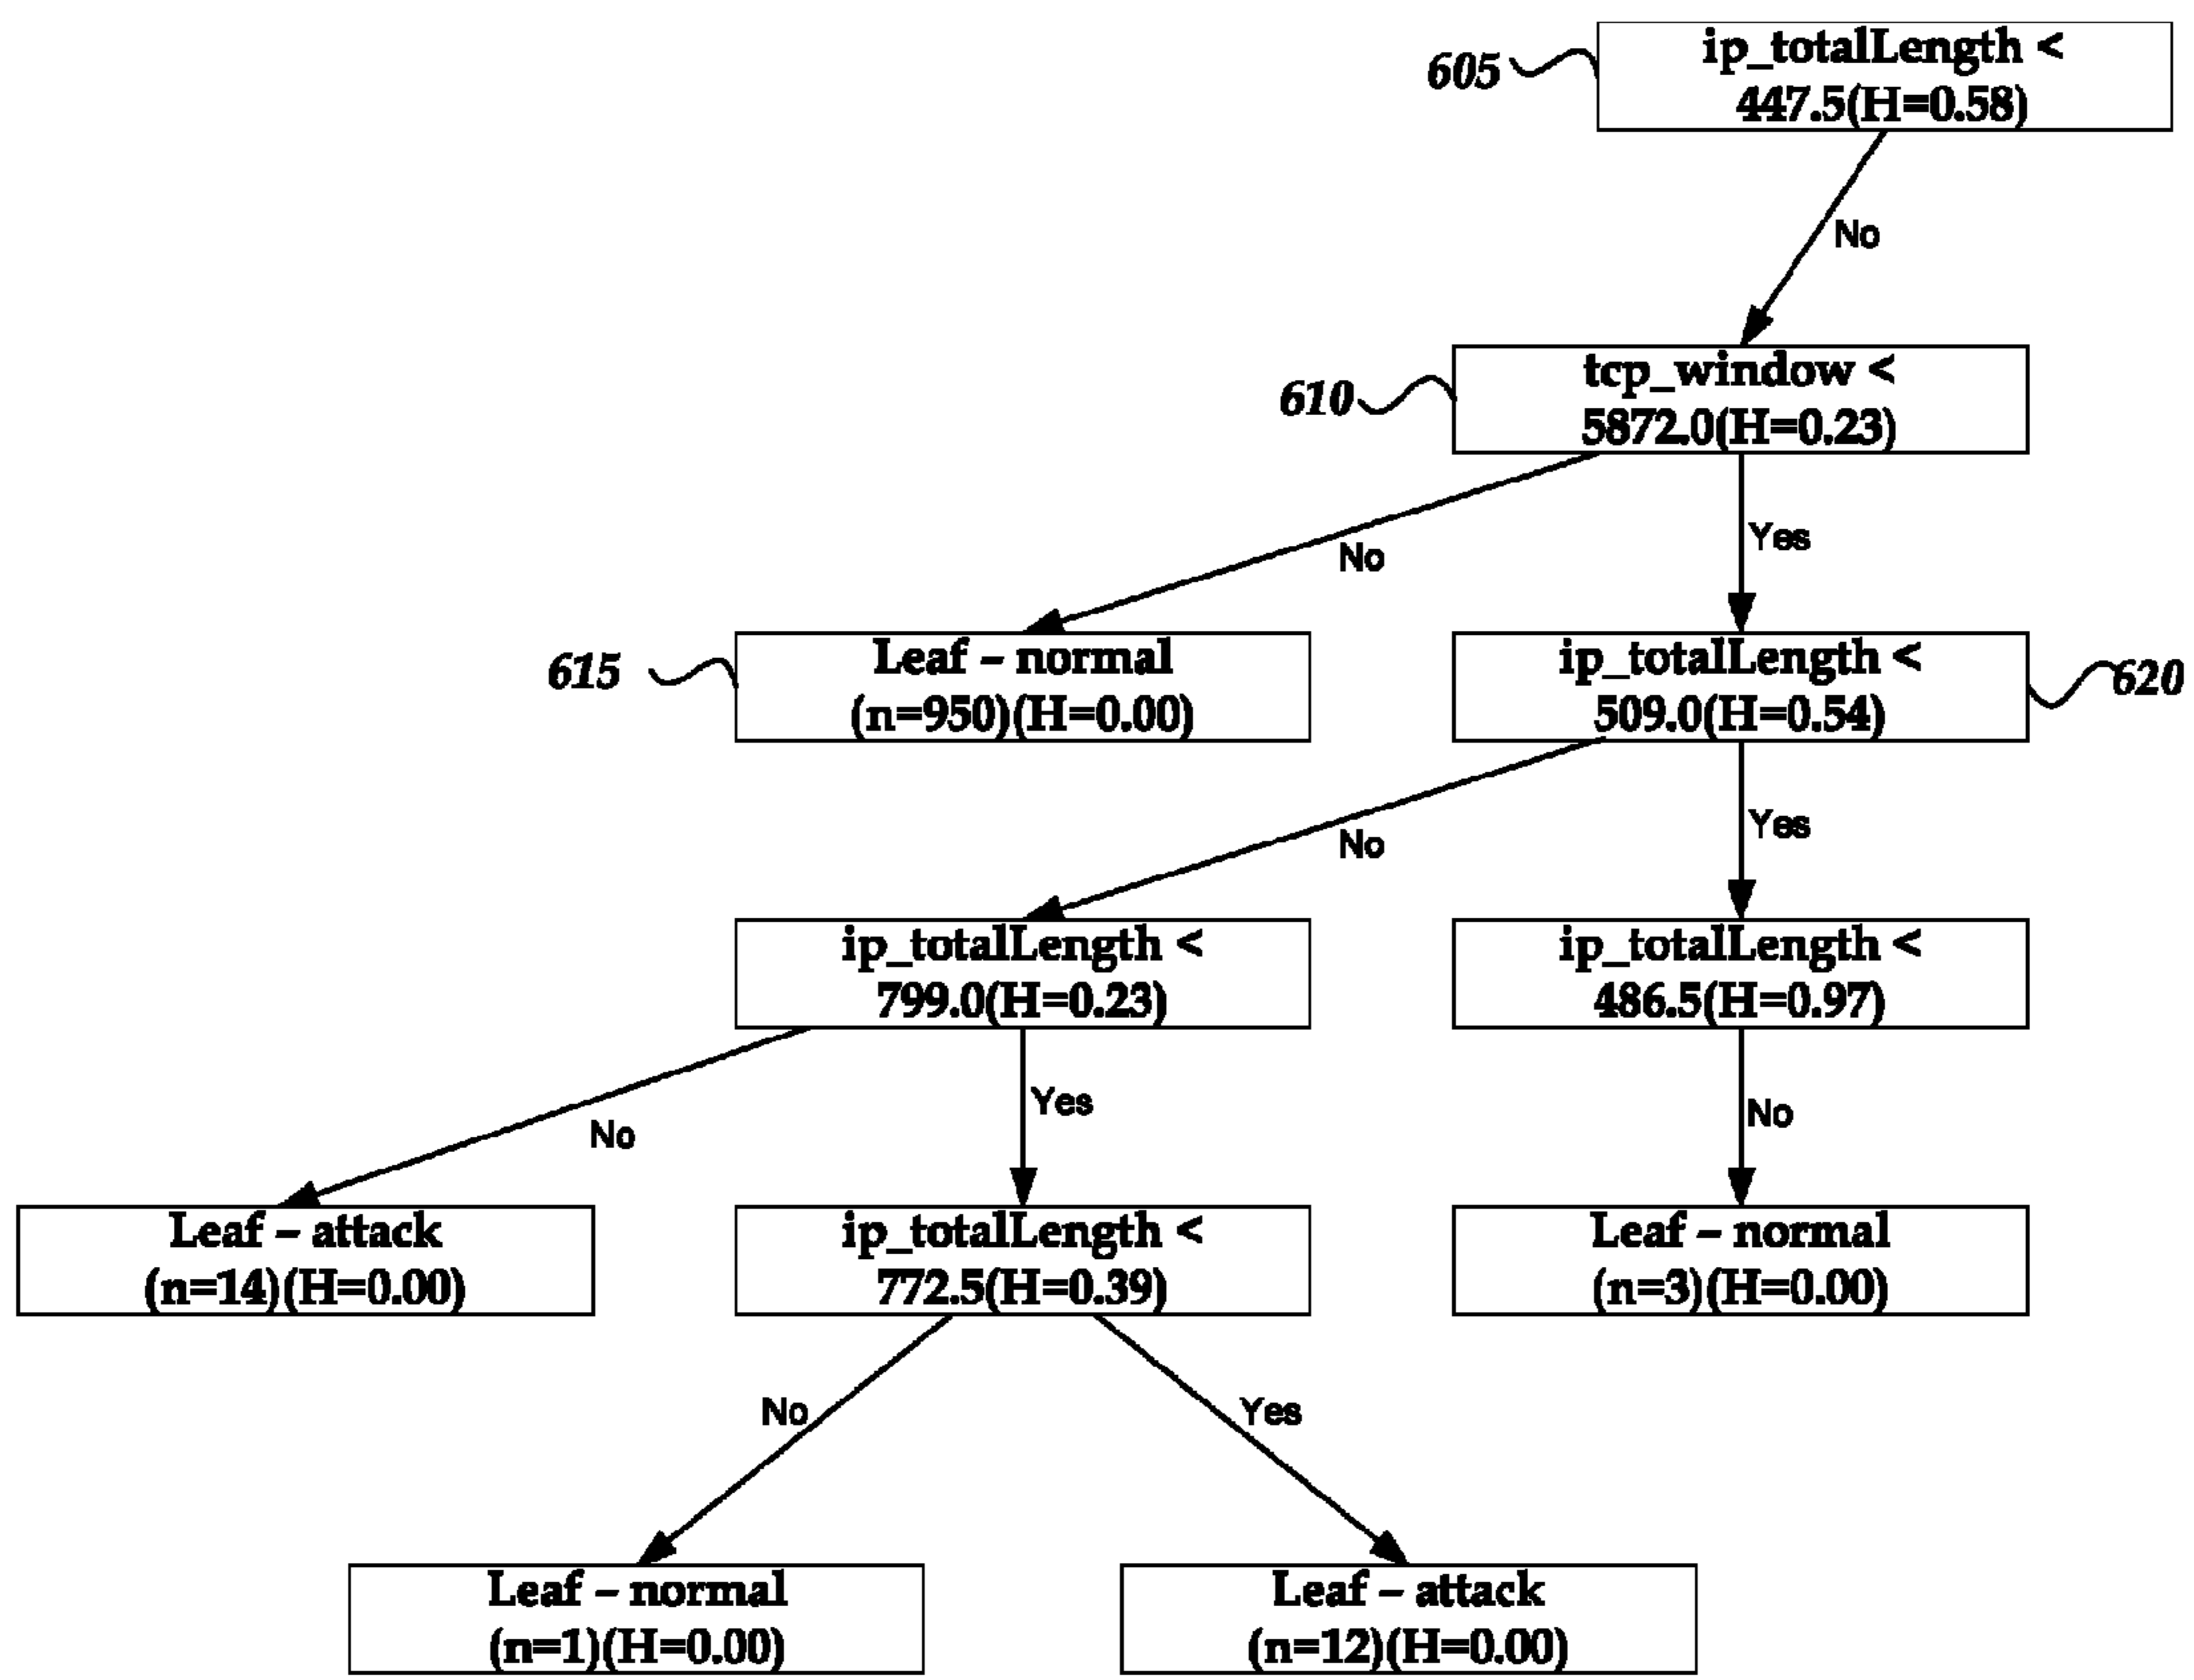 605
ip_totalLength <
447.5(H=0.58)
No
610
tcp_window <
5872.0(H=0.23)
No
Yes
615
Leaf – normal
(n=950)(H=0.00)
ip_totalLength <
509.0(H=0.54)
620
No
Yes
ip_totalLength <
799.0(H=0.23)
ip_totalLength <
486.5(H=0.97)
No
Yes
No
Leaf – attack
(n=14)(H=0.00)
ip_totalLength <
772.5(H=0.39)
Leaf – normal
(n=3)(H=0.00)
No
Yes
Leaf – normal
(n=1)(H=0.00)
Leaf – attack
(n=12)(H=0.00)